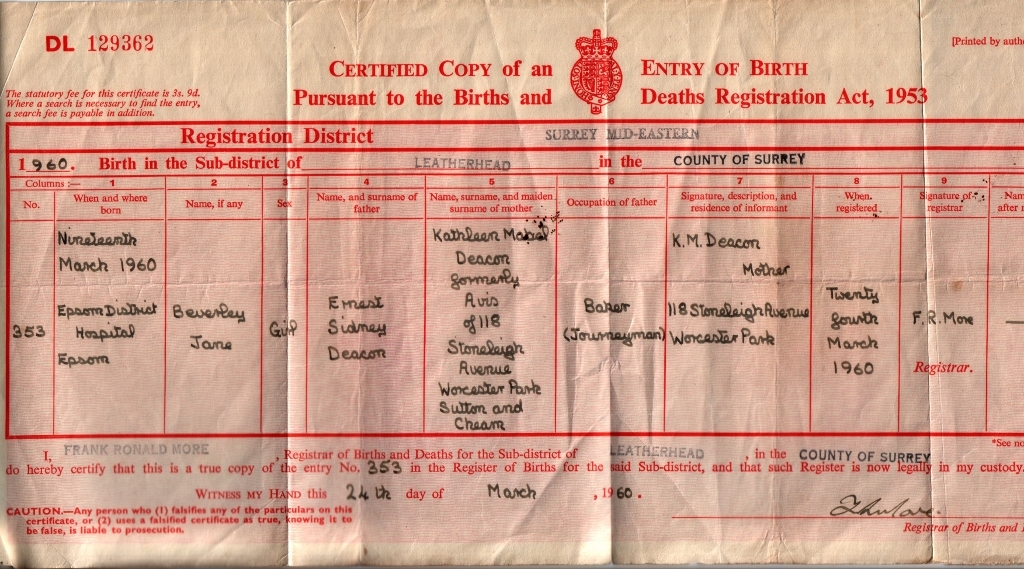 DL 129362
[Printed by autho
CERTIFIED COPY of an ENTRY OF BIRTH
Pursuant to the Births and Deaths Registration Act, 1953
The statutory fee for this certificate is 3s. 9d.
Where a search is necessary to find the entry,
a search fee is payable in addition.
Registration District SURREY MID-EASTERN
1960. Birth in the Sub-district of LEATHERHEAD in the COUNTY OF SURREY
Columns :— 1 2 3 4 5 6 7 8 9
No. When and where born Name, if any Sex Name, and surname of father Name, surname, and maiden surname of mother Occupation of father Signature, description, and residence of informant When registered Signature of registrar Nam after r
353
Nineteenth
March 1960
Epsom District
Hospital
Epsom
Beverley
Jane
Girl
Ernest
Sidney
Deacon
Kathleen Mabel
Deacon
formerly
Avis
of 118
Stoneleigh
Avenue
Worcester Park
Sutton and
Cheam
Baker
(Journeyman)
K.M. Deacon
Mother
118 Stoneleigh Avenue
Worcester Park
Twenty
fourth
March
1960
F.R. More
Registrar.
*See no
I, FRANK RONALD MORE, Registrar of Births and Deaths for the Sub-district of LEATHERHEAD, in the COUNTY OF SURREY
do hereby certify that this is a true copy of the entry No. 353 in the Register of Births for the said Sub-district, and that such Register is now legally in my custody.
WITNESS MY HAND this 24th day of March, 1960.
CAUTION.—Any person who (1) falsifies any of the particulars on this
certificate, or (2) uses a falsified certificate as true, knowing it to
be false, is liable to prosecution.
Registrar of Births and